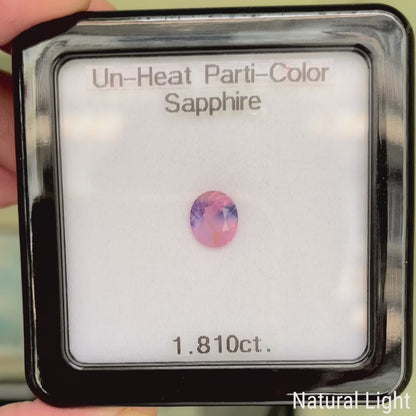 Un-Heat Parti-Color
Sapphire
1.810ct.
Natural Light